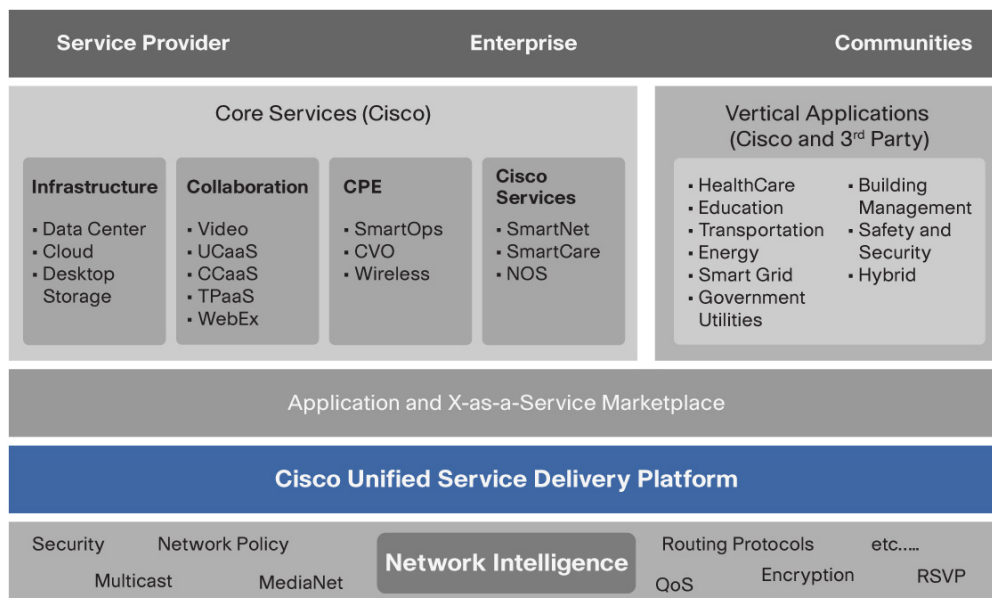 Service Provider
Enterprise
Communities
Core Services (Cisco)
Infrastructure
▪ Data Center
▪ Cloud
▪ Desktop
Storage
Collaboration
▪ Video
▪ UCaaS
▪ CCaaS
▪ TPaaS
▪ WebEx
CPE
▪ SmartOps
▪ CVO
▪ Wireless
Cisco
Services
▪ SmartNet
▪ SmartCare
▪ NOS
Vertical Applications
(Cisco and 3rd Party)
▪ HealthCare
▪ Education
▪ Transportation
▪ Energy
▪ Smart Grid
▪ Government
Utilities
▪ Building
Management
▪ Safety and
Security
▪ Hybrid
Application and X-as-a-Service Marketplace
Cisco Unified Service Delivery Platform
Security
Network Policy
Multicast
MediaNet
Network Intelligence
Routing Protocols
etc.....
QoS
Encryption
RSVP